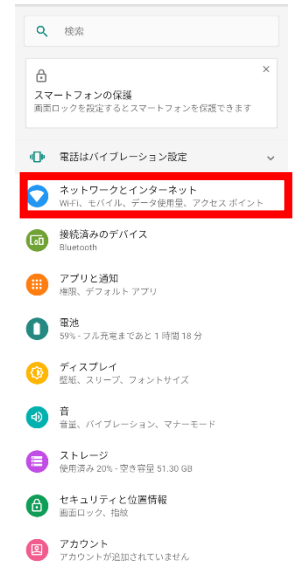 検索
スマートフォンの保護
画面ロックを設定するとスマートフォンを保護できます
電話はバイブレーション設定
ネットワークとインターネット
Wi-Fi、モバイル、データ使用量、アクセス ポイント
接続済みのデバイス
Bluetooth
アプリと通知
権限、デフォルト アプリ
電池
59% - フル充電まであと 1 時間 18 分
ディスプレイ
壁紙、スリープ、フォントサイズ
音
音量、バイブレーション、マナーモード
ストレージ
使用済み 20% - 空き容量 51.30 GB
セキュリティと位置情報
画面ロック、指紋
アカウント
アカウントが追加されていません